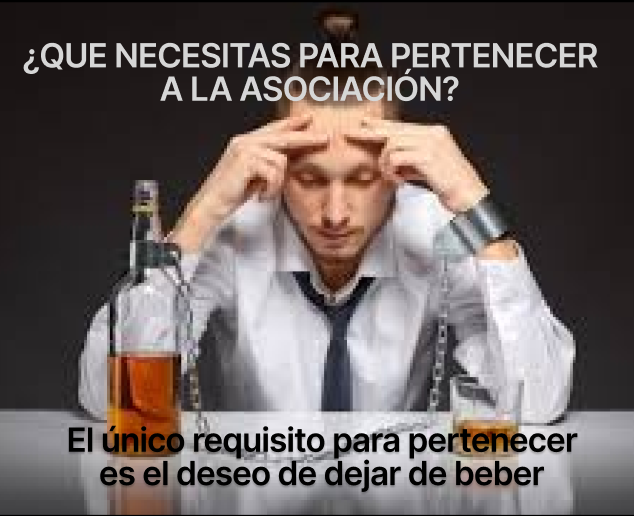 ¿QUE NECESITAS PARA PERTENECER
A LA ASOCIACIÓN?
El único requisito para pertenecer
es el deseo de dejar de beber